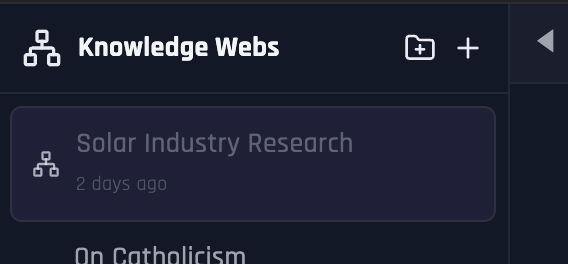 Knowledge Webs
Solar Industry Research
2 days ago
On Catholicism